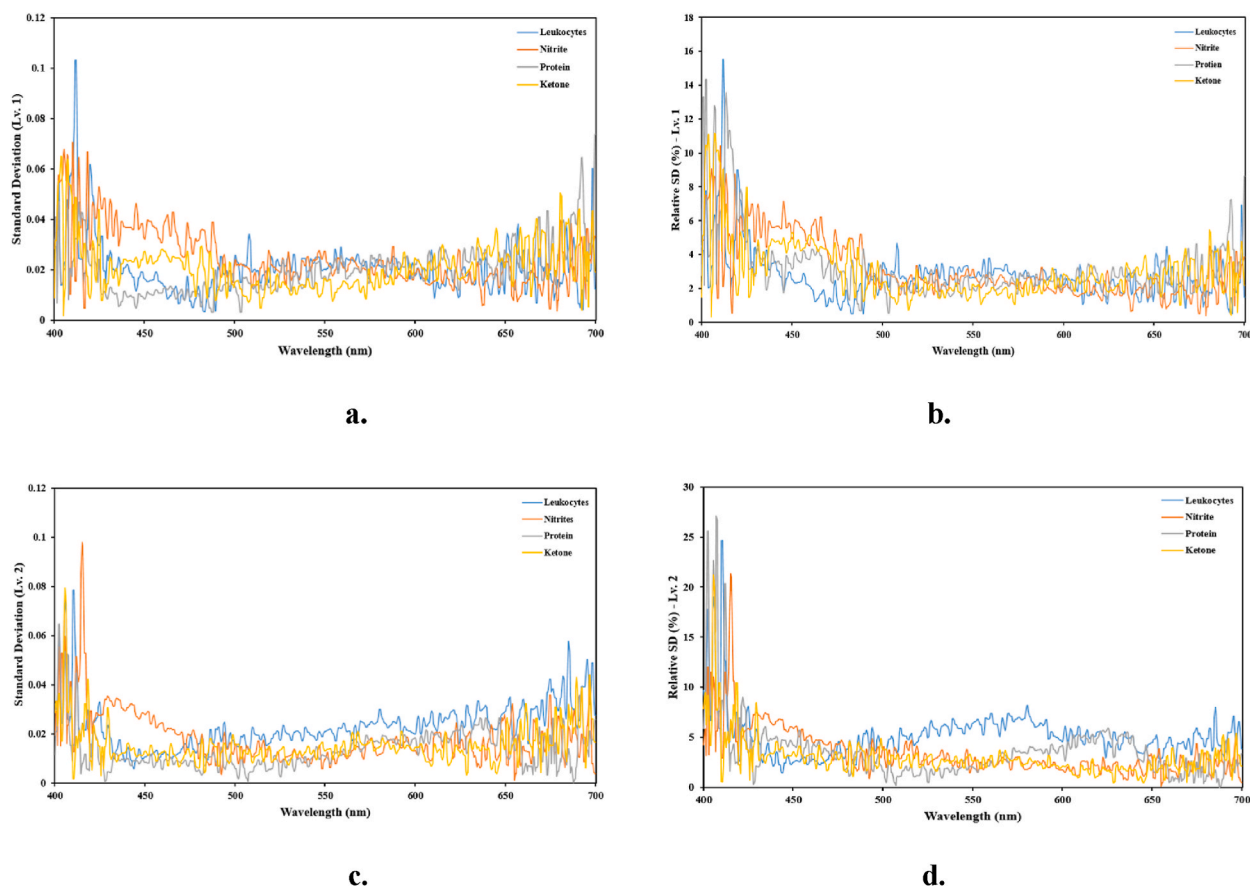 0.12
0.1
0.08
0.06
0.04
0.02
0
Standard Deviation (Lv. 1)
Leukocytes
Nitrite
Protein
Ketone
400 450 500 550 600 650 700
Wavelength (nm)
a.
18
16
14
12
10
8
6
4
2
0
Relative SD (%) - Lv. 1
Leukocytes
Nitrite
Protien
Ketone
400 450 500 550 600 650 700
Wavelength (nm)
b.
0.12
0.1
0.08
0.06
0.04
0.02
0
Standard Deviation (Lv. 2)
Leukocytes
Nitrites
Protein
Ketone
400 450 500 550 600 650 700
Wavelength (nm)
c.
30
25
20
15
10
5
0
Relative SD (%) - Lv. 2
Leukocytes
Nitrite
Protein
Ketone
400 450 500 550 600 650 700
Wavelength (nm)
d.